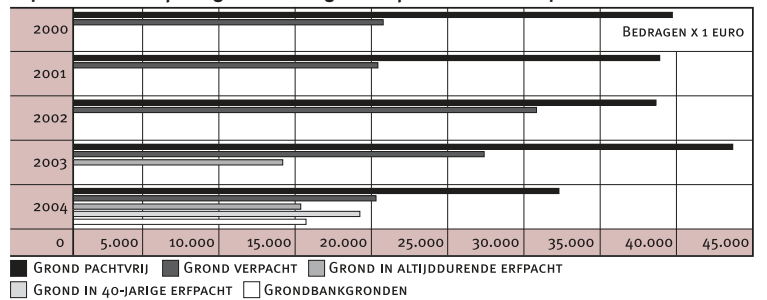 2000
BEDRAGEN X 1 EURO
2001
2002
2003
2004
0 5.000 10.000 15.000 20.000 25.000 30.000 35.000 40.000 45.000
GROND PACHTVRIJ GROND VERPACHT GROND IN ALTIJDDURENDE ERFPACHT
GROND IN 40-JARIGE ERFPACHT GRONDBANKGRONDEN